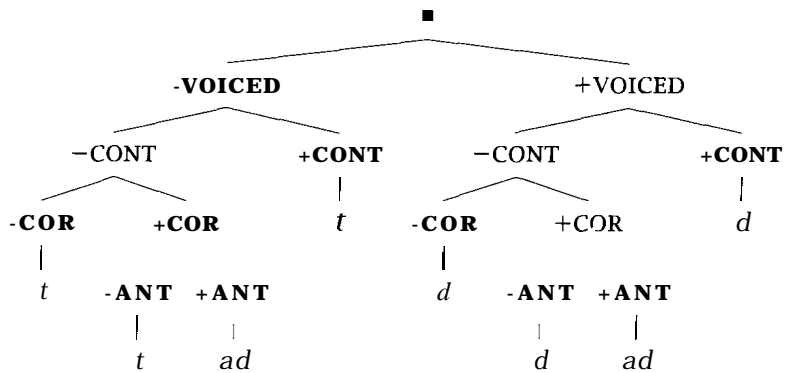 -VOICED +VOICED
−CONT +CONT −CONT +CONT
-COR +COR t -COR +COR d
t -ANT +ANT d -ANT +ANT
t ad d ad